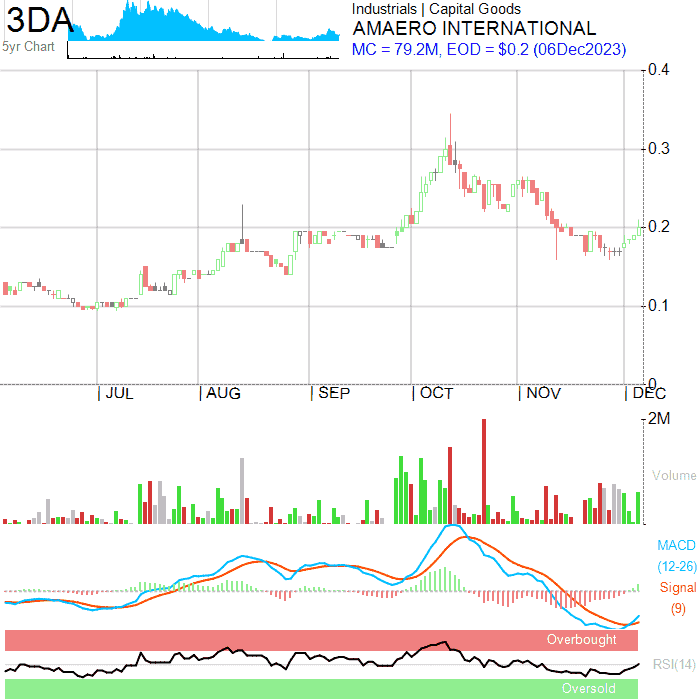 3DA
5yr Chart
Industrials | Capital Goods
AMAERO INTERNATIONAL
MC = 79.2M, EOD = $0.2 (06Dec2023)
0.4
0.3
0.2
0.1
0
| JUL
| AUG
| SEP
| OCT
| NOV
| DEC
2M
Volume
MACD
(12-26)
Signal
(9)
Overbought
RSI(14)
Oversold